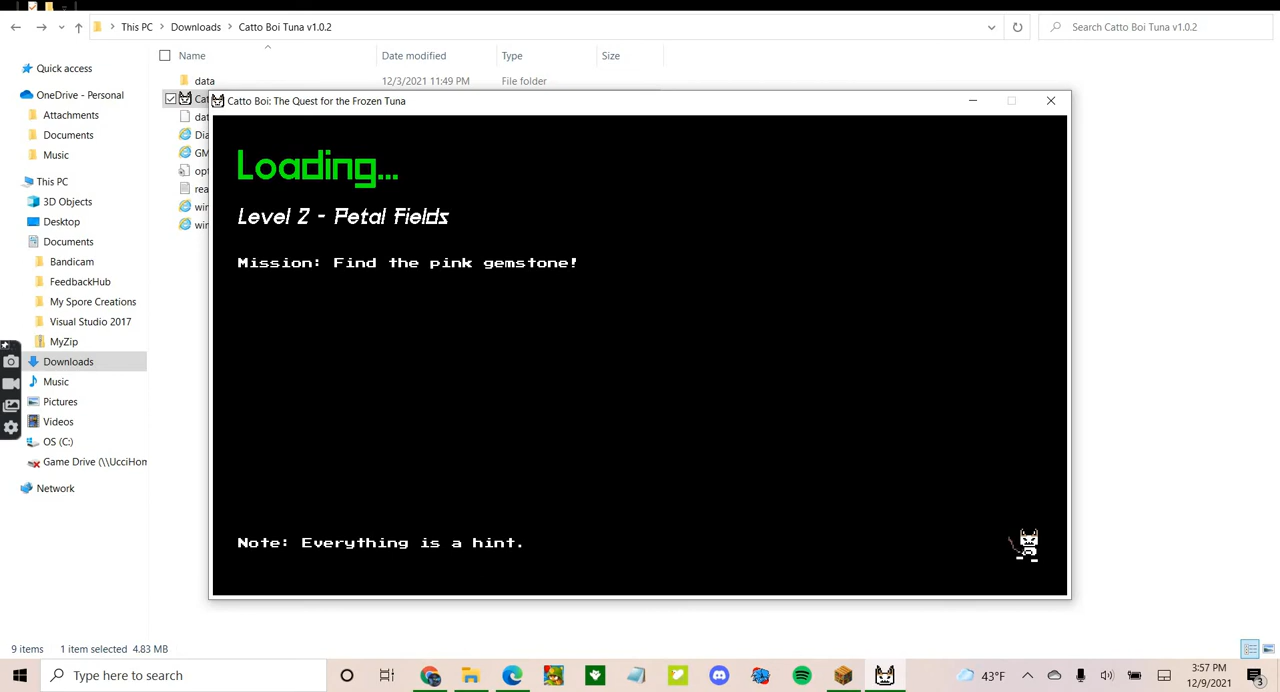 This PC > Downloads > Catto Boi Tuna v1.0.2
Search Catto Boi Tuna v1.0.2
Name
Date modified
Type
Size
Quick access
OneDrive - Personal
Attachments
Documents
Music
This PC
3D Objects
Desktop
Documents
Bandicam
FeedbackHub
My Spore Creations
Visual Studio 2017
MyZip
Downloads
Music
Pictures
Videos
OS (C:)
Game Drive (\\UcciHom
Network
data
12/3/2021 11:49 PM
File folder
Catto Boi: The Quest for the Frozen Tuna
Loading...
Level 2 - Petal Fields
Mission: Find the pink gemstone!
Note: Everything is a hint.
9 items
1 item selected 4.83 MB
Type here to search
43°F
3:57 PM
12/9/2021
3